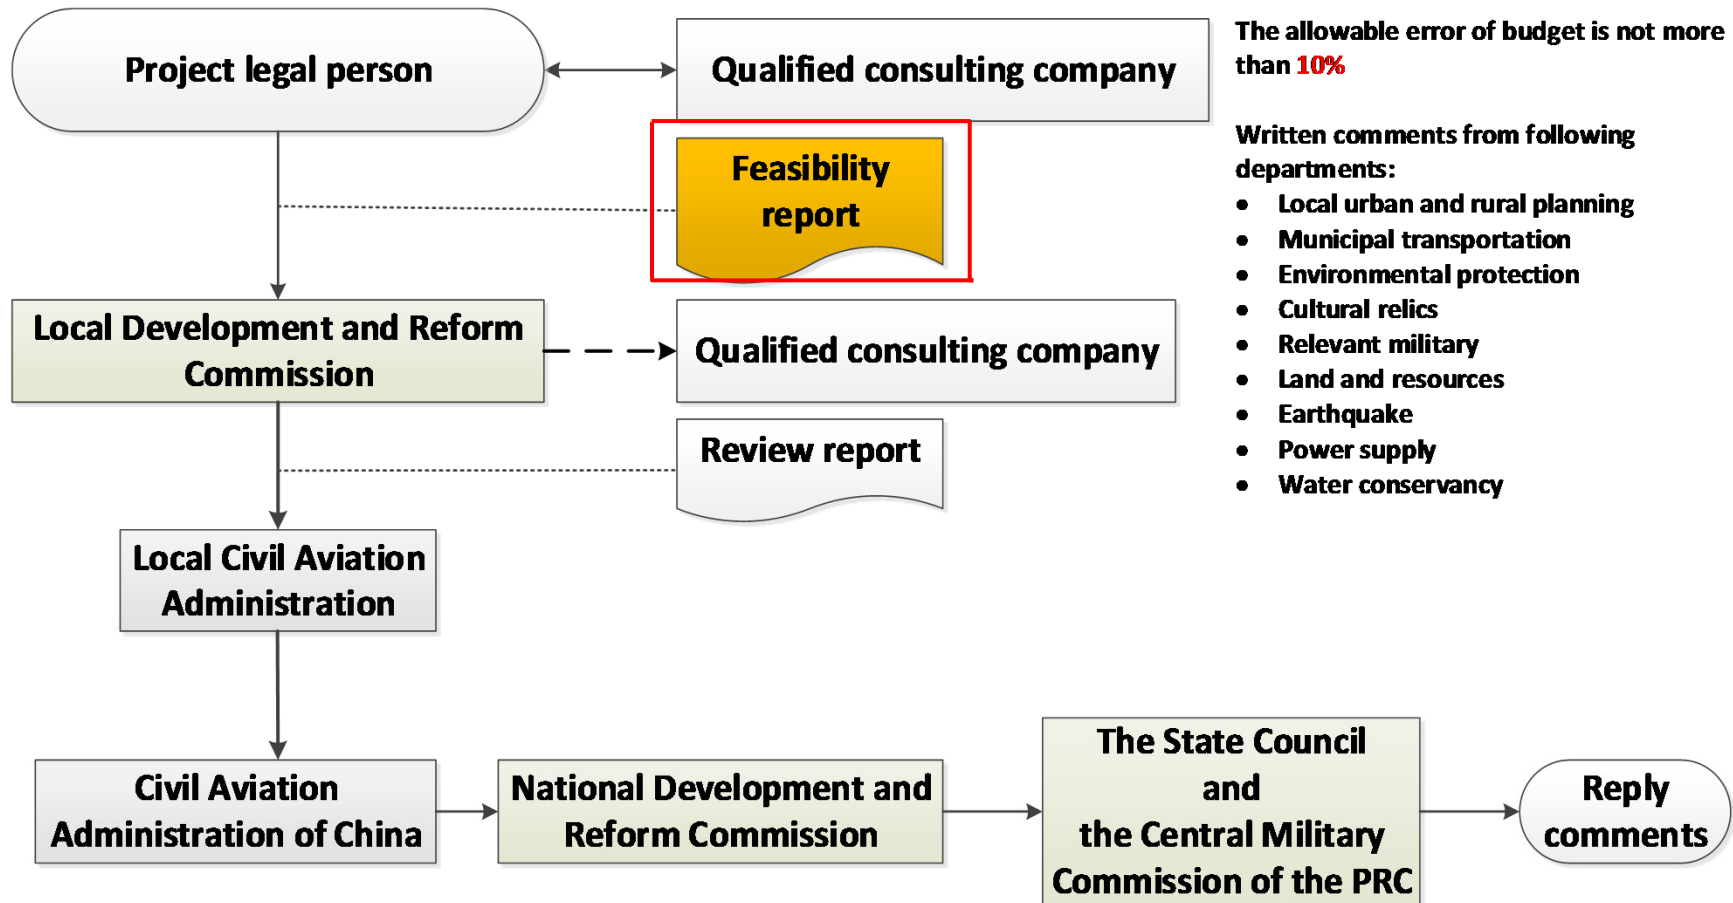 Project legal person
Qualified consulting company
The allowable error of budget is not more
than 10%
Feasibility
report
Written comments from following
departments:
• Local urban and rural planning
• Municipal transportation
• Environmental protection
• Cultural relics
• Relevant military
• Land and resources
• Earthquake
• Power supply
• Water conservancy
Local Development and Reform
Commission
Qualified consulting company
Review report
Local Civil Aviation
Administration
Civil Aviation
Administration of China
National Development and
Reform Commission
The State Council
and
the Central Military
Commission of the PRC
Reply
comments